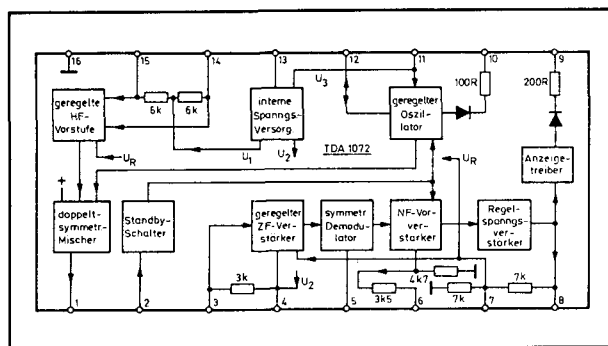 16 15 14 13 12 11 10 9
100R 200R
U3
geregelte
HF-
Vorstufe
6k 6k
interne
Spanngs-
Versorg.
geregelter
Oszil-
lator
UR
U1
U2
TDA 1072
UR
Anzeige-
treiber
+
doppelt-
symmetr.
Mischer
Standby-
Schalter
geregelter
ZF-Ver-
stärker
symmetr.
Demodu-
lator
NF-Vor-
ver-
stärker
Regel-
spanngs-
verstärker
3k
U2
4k7
3k5
7k
7k
1 2 3 4 5 6 7 8